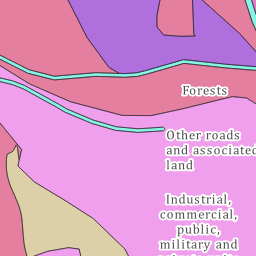 Forests
Other roads
and associated
land
Industrial,
commercial,
public,
military and